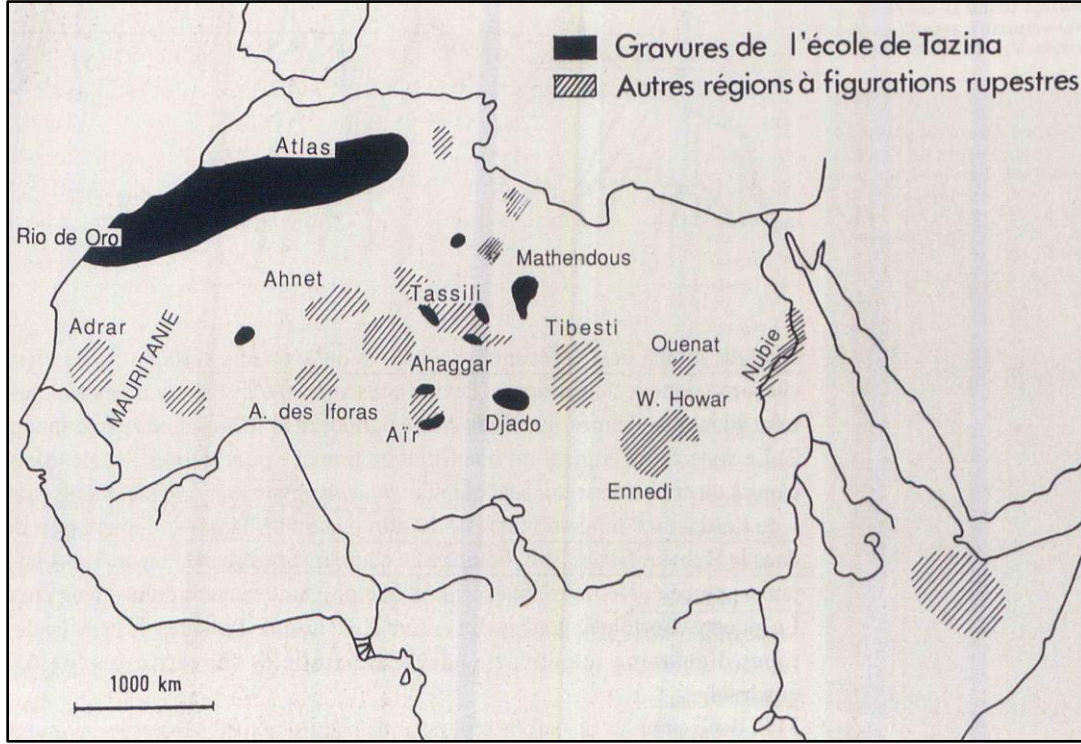 Gravures de l'école de Tazina
Autres régions à figurations rupestres
Atlas
Rio de Oro
Mathendous
Ahnet
Tassili
Adrar
MAURITANIE
Tibesti
Ouenat
Nubie
Ahaggar
A. des Iforas
W. Howar
Aïr
Djado
Ennedi
1000 km